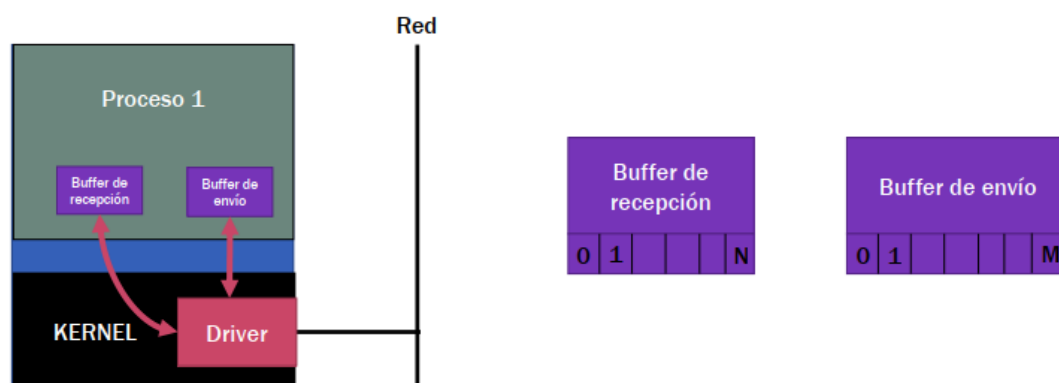 Red
Proceso 1
Buffer de
recepción
Buffer de
envío
KERNEL
Driver
Buffer de
recepción
0 1 N
Buffer de envío
0 1 M